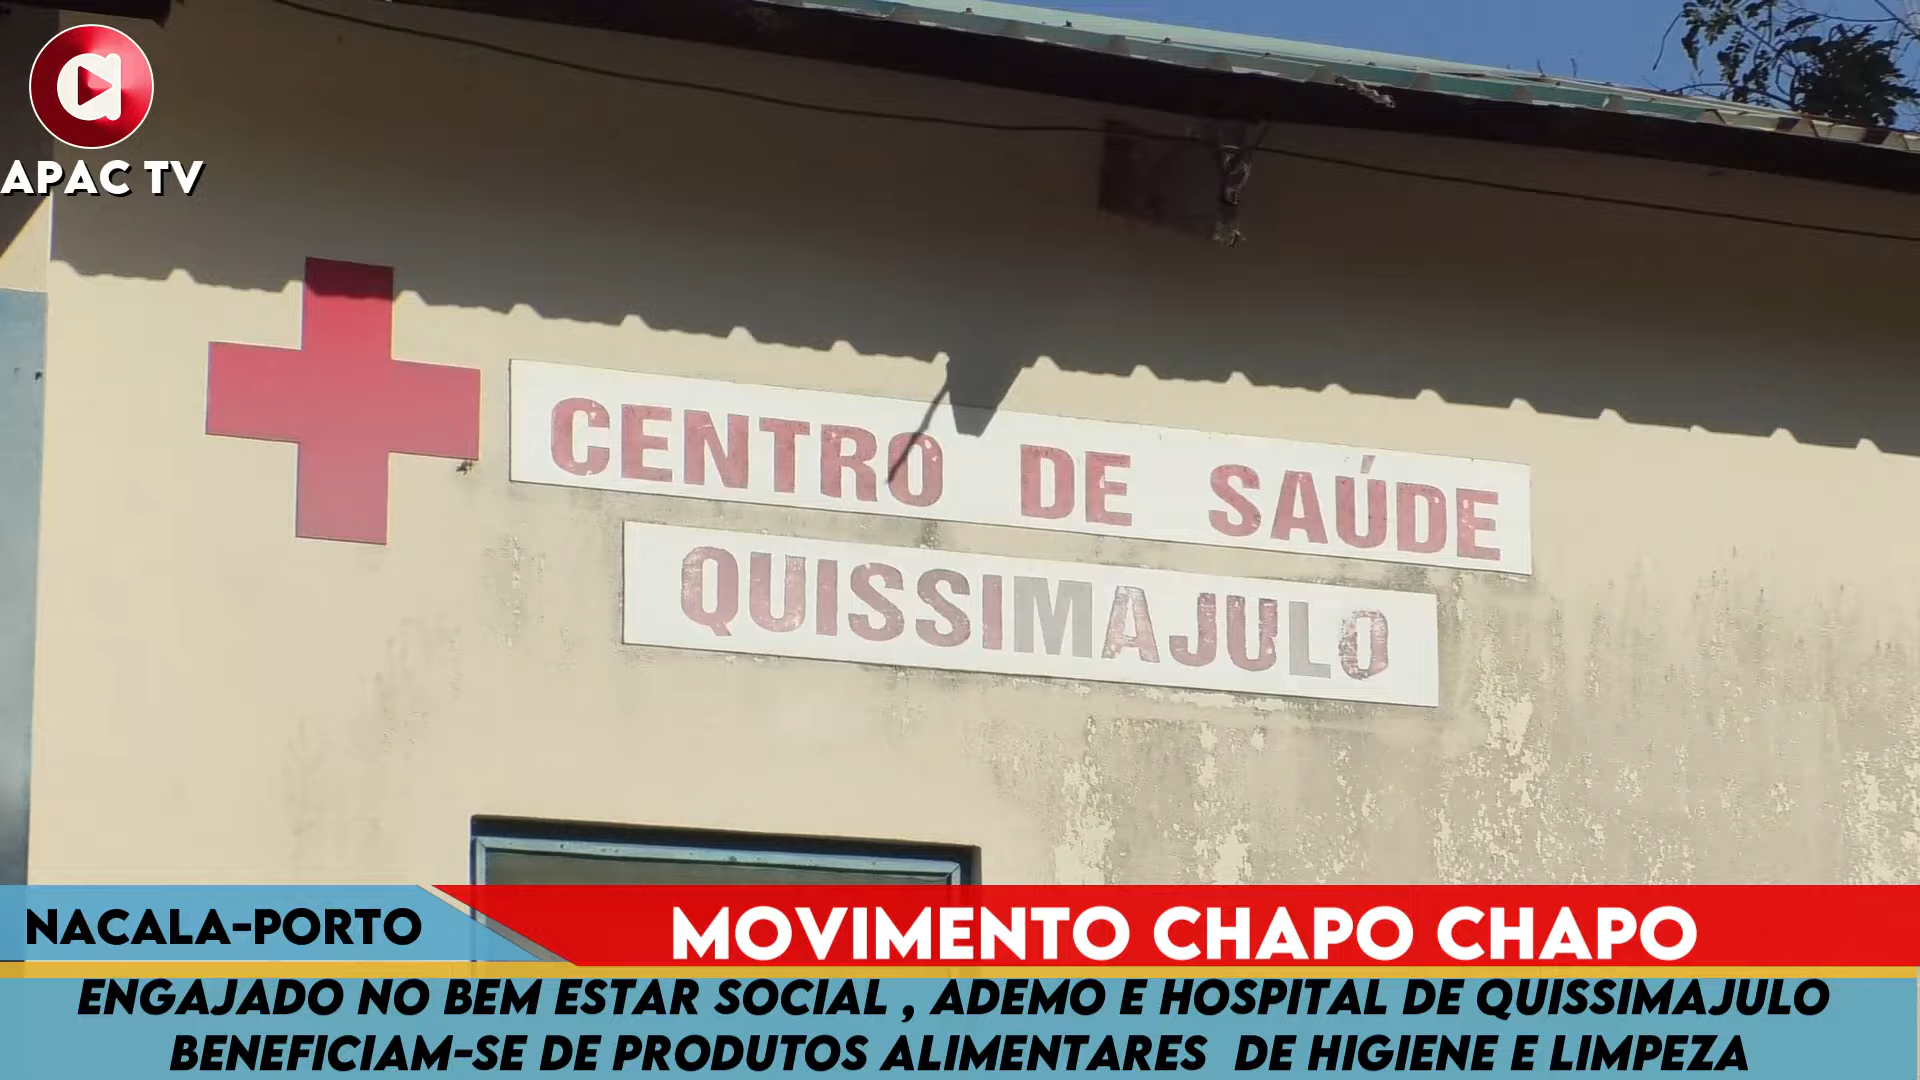 APAC TV
CENTRO DE SAÚDE
QUISSIMAJULO
NACALA-PORTO
MOVIMENTO CHAPO CHAPO
ENGAJADO NO BEM ESTAR SOCIAL , ADEMO E HOSPITAL DE QUISSIMAJULO
BENEFICIAM-SE DE PRODUTOS ALIMENTARES DE HIGIENE E LIMPEZA